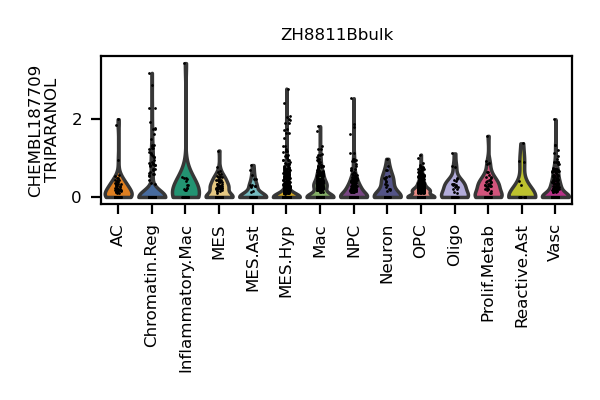 ZH8811Bbulk
CHEMBL187709
TRIPARANOL
2
0
AC
Chromatin.Reg
Inflammatory.Mac
MES
MES.Ast
MES.Hyp
Mac
NPC
Neuron
OPC
Oligo
Prolif.Metab
Reactive.Ast
Vasc